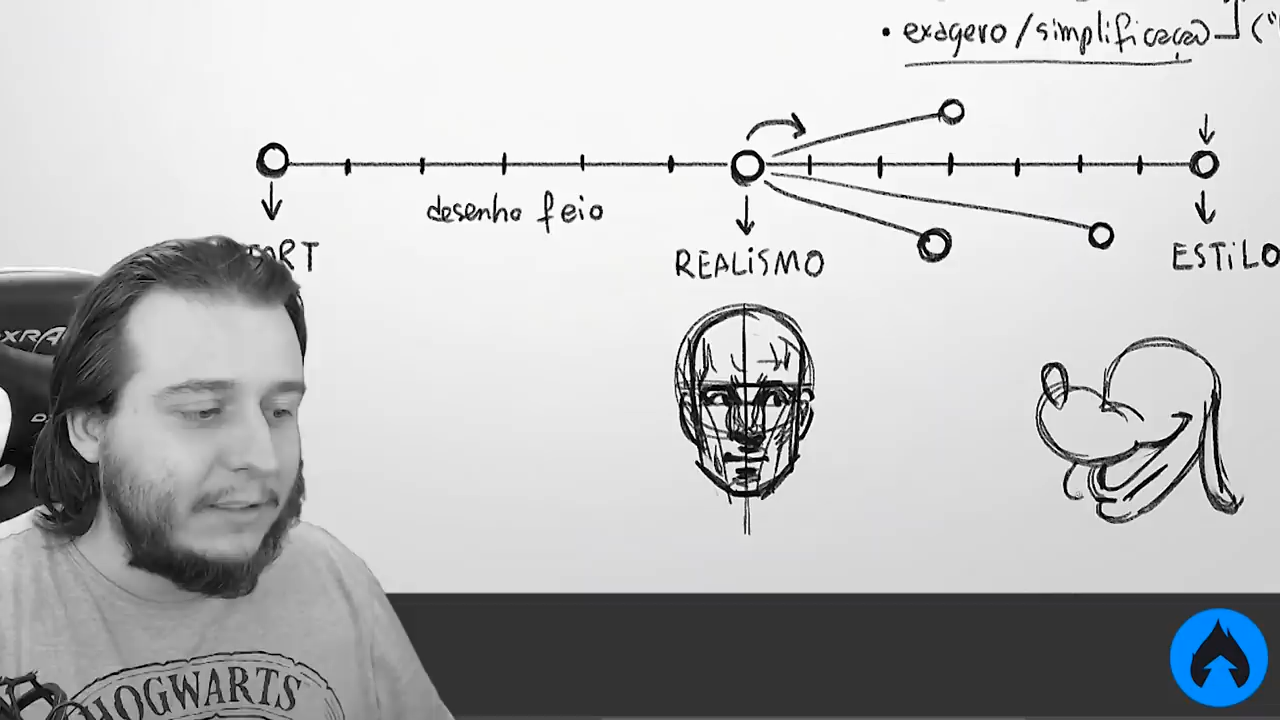 • exagero/simplificação ] ("
desenho feio
REALISMO
ESTILO
HOGWARTS